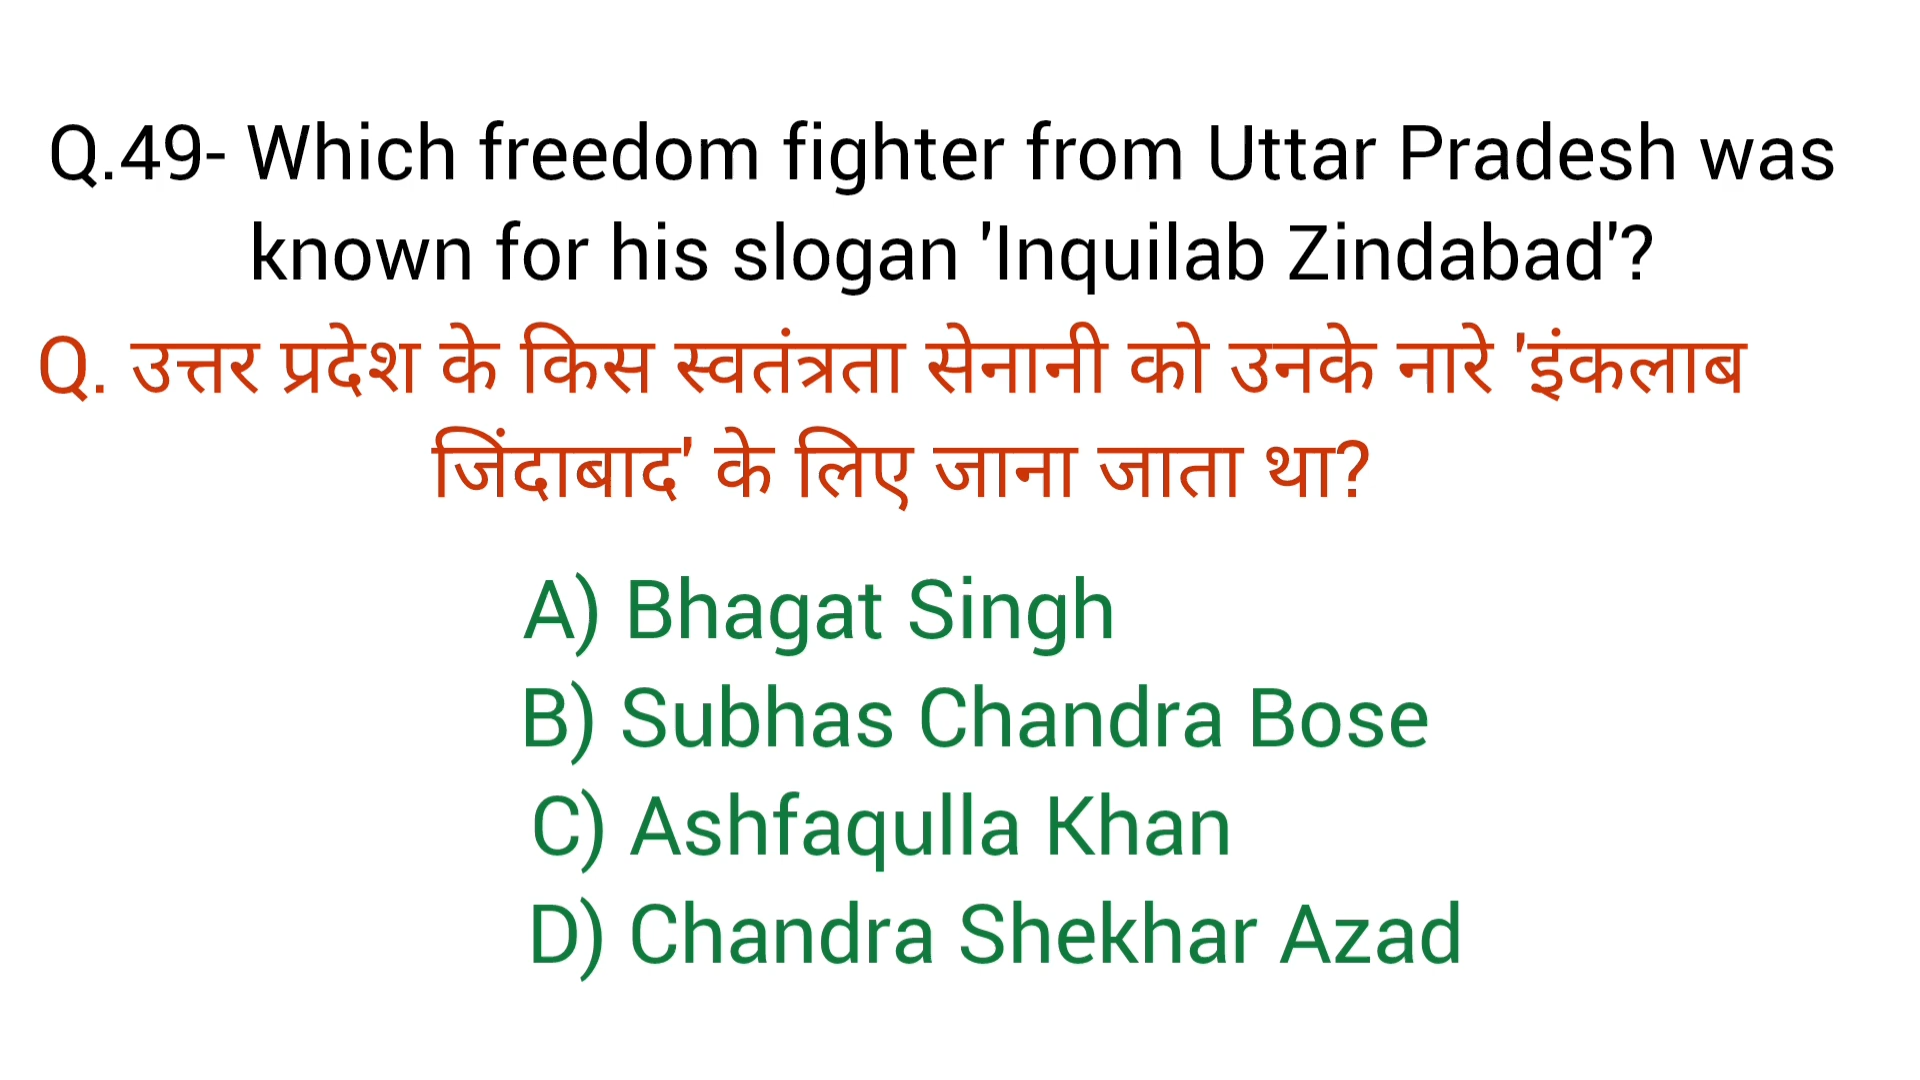 Q.49- Which freedom fighter from Uttar Pradesh was
known for his slogan 'Inquilab Zindabad'?
Q. उत्तर प्रदेश के किस स्वतंत्रता सेनानी को उनके नारे 'इंकलाब
जिंदाबाद' के लिए जाना जाता था?
A) Bhagat Singh
B) Subhas Chandra Bose
C) Ashfaqulla Khan
D) Chandra Shekhar Azad